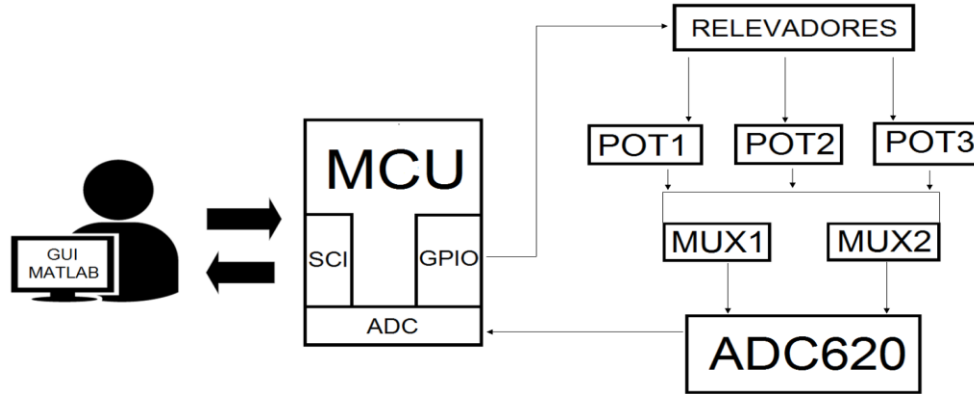 RELEVADORES
POT1
POT2
POT3
MCU
GUI
MATLAB
SCI
GPIO
MUX1
MUX2
ADC
ADC620